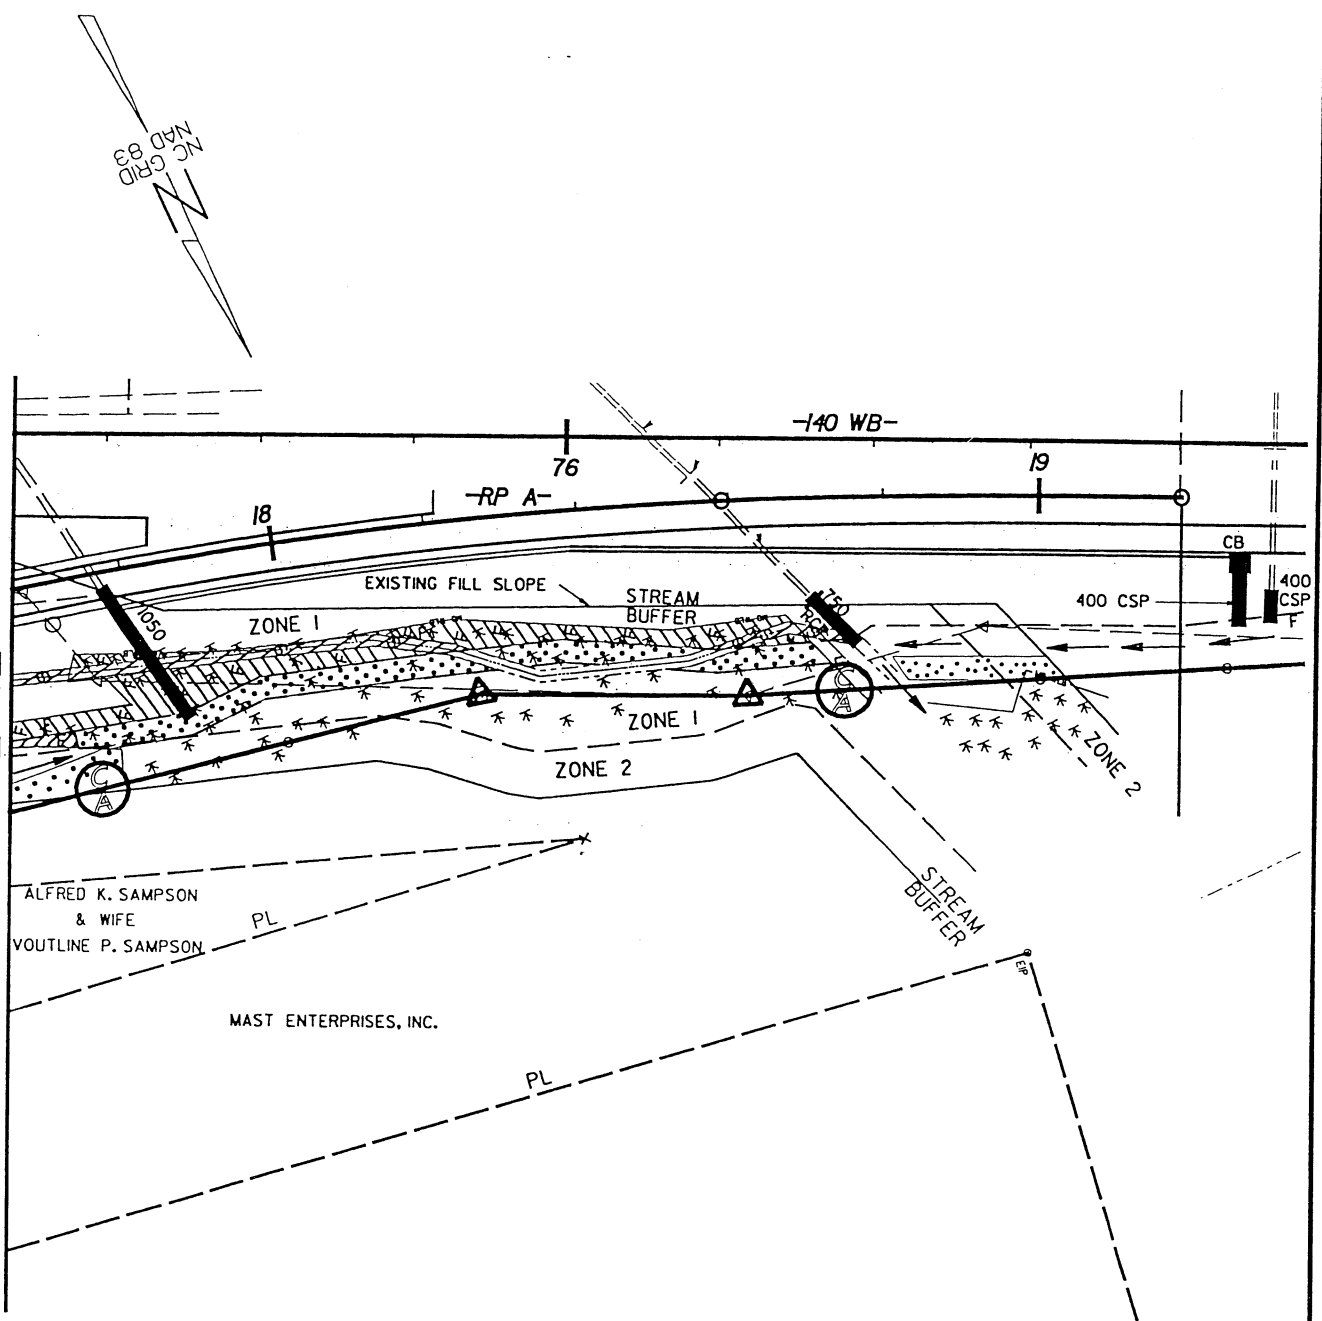 NC GRID
NAD 83
-140 WB-
76
19
-RP A-
18
CB
EXISTING FILL SLOPE
STREAM
BUFFER
400 CSP
400
CSP
F
1050
750
RCP
ZONE 1
ZONE 1
ZONE 2
ZONE 2
C
A
C
A
STREAM
BUFFER
ALFRED K. SAMPSON
& WIFE
VOUTLINE P. SAMPSON
PL
EIP
MAST ENTERPRISES, INC.
PL